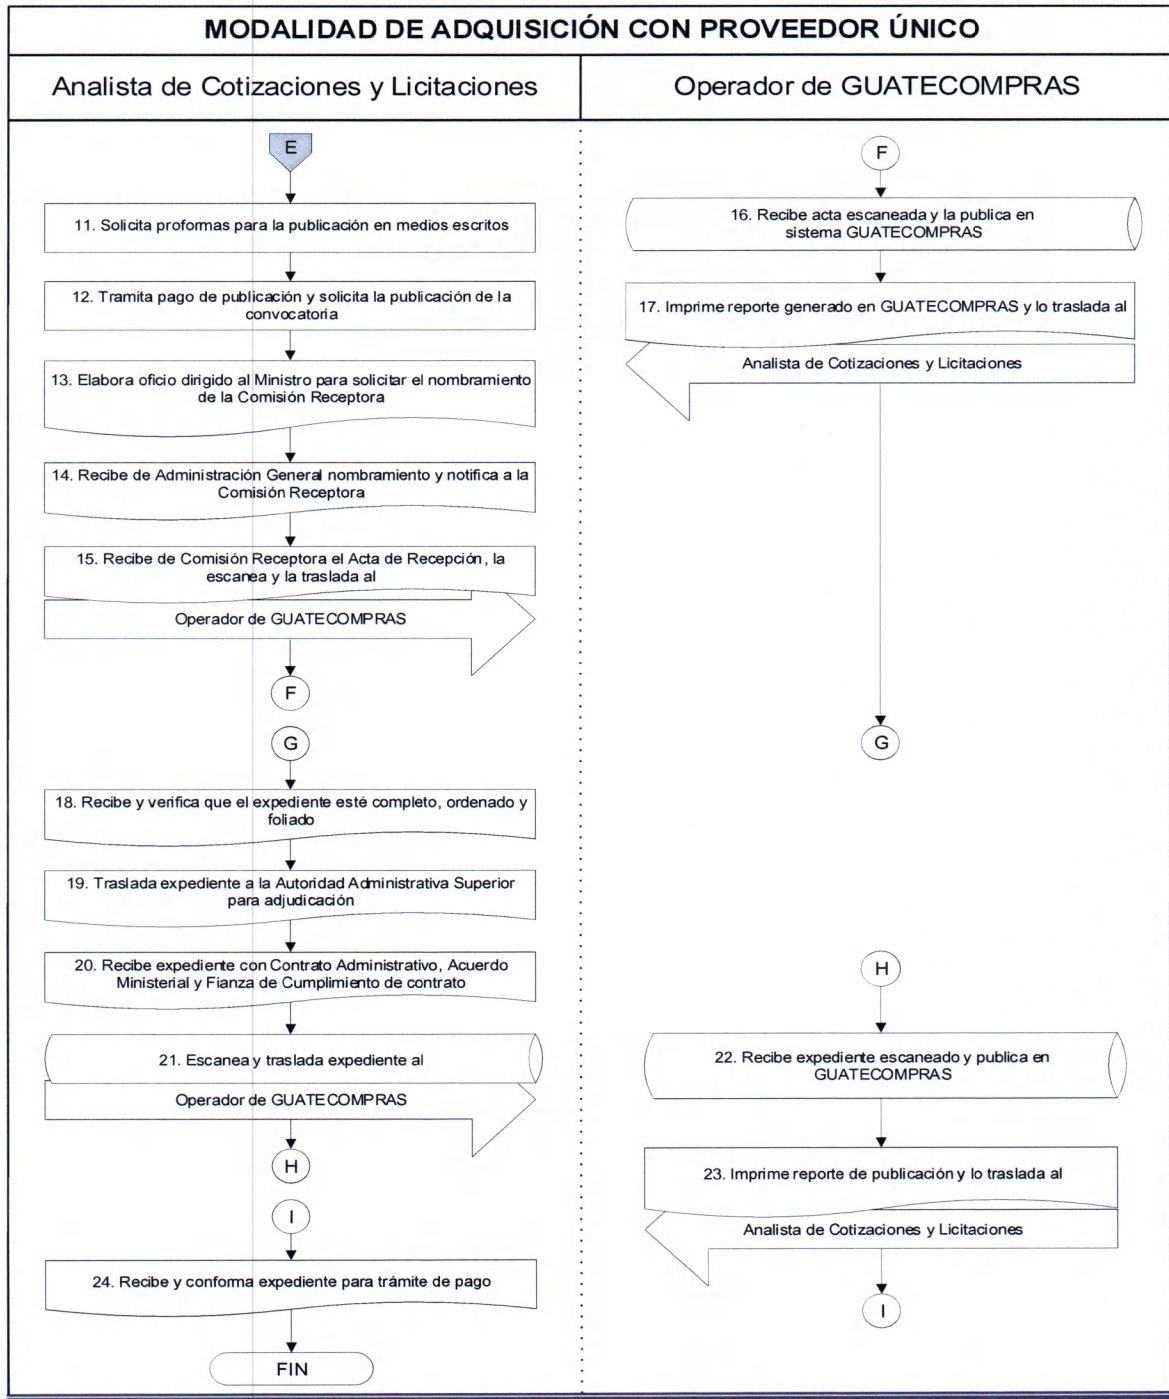 MODALIDAD DE ADQUISICIÓN CON PROVEEDOR ÚNICO
Analista de Cotizaciones y Licitaciones
E
11. Solicita proformas para la publicación en medios escritos
12. Tramita pago de publicación y solicita la publicación de la
convocatoria
13. Elabora oficio dirigido al Ministro para solicitar el nombramiento
de la Comisión Receptora
14. Recibe de Administración General nombramiento y notifica a la
Comisión Receptora
15. Recibe de Comisión Receptora el Acta de Recepción, la
escanea y la traslada al
Operador de GUATECOMPRAS
F
G
18. Recibe y verifica que el expediente esté completo, ordenado y
foliado
19. Traslada expediente a la Autoridad Administrativa Superior
para adjudicación
20. Recibe expediente con Contrato Administrativo, Acuerdo
Ministerial y Fianza de Cumplimiento de contrato
21. Escanea y traslada expediente al
Operador de GUATECOMPRAS
H
I
24. Recibe y conforma expediente para trámite de pago
FIN
Operador de GUATECOMPRAS
F
16. Recibe acta escaneada y la publica en
sistema GUATECOMPRAS
17. Imprime reporte generado en GUATECOMPRAS y lo traslada al
Analista de Cotizaciones y Licitaciones
G
H
22. Recibe expediente escaneado y publica en
GUATECOMPRAS
23. Imprime reporte de publicación y lo traslada al
Analista de Cotizaciones y Licitaciones
I